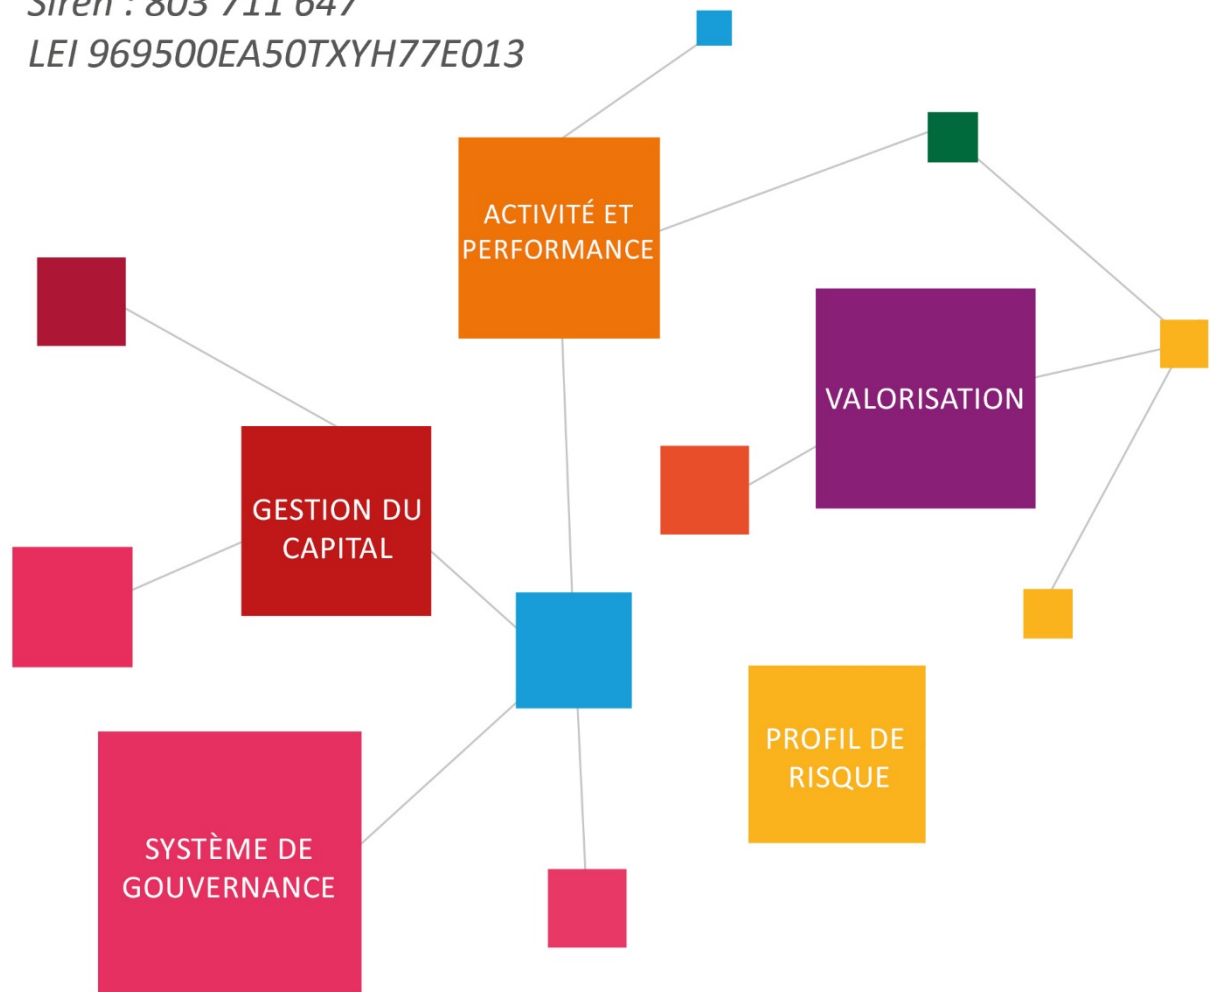 Siren : 803 711 647
LEI 969500EA50TXYH77E013
ACTIVITÉ ET
PERFORMANCE
VALORISATION
GESTION DU
CAPITAL
PROFIL DE
RISQUE
SYSTÈME DE
GOUVERNANCE